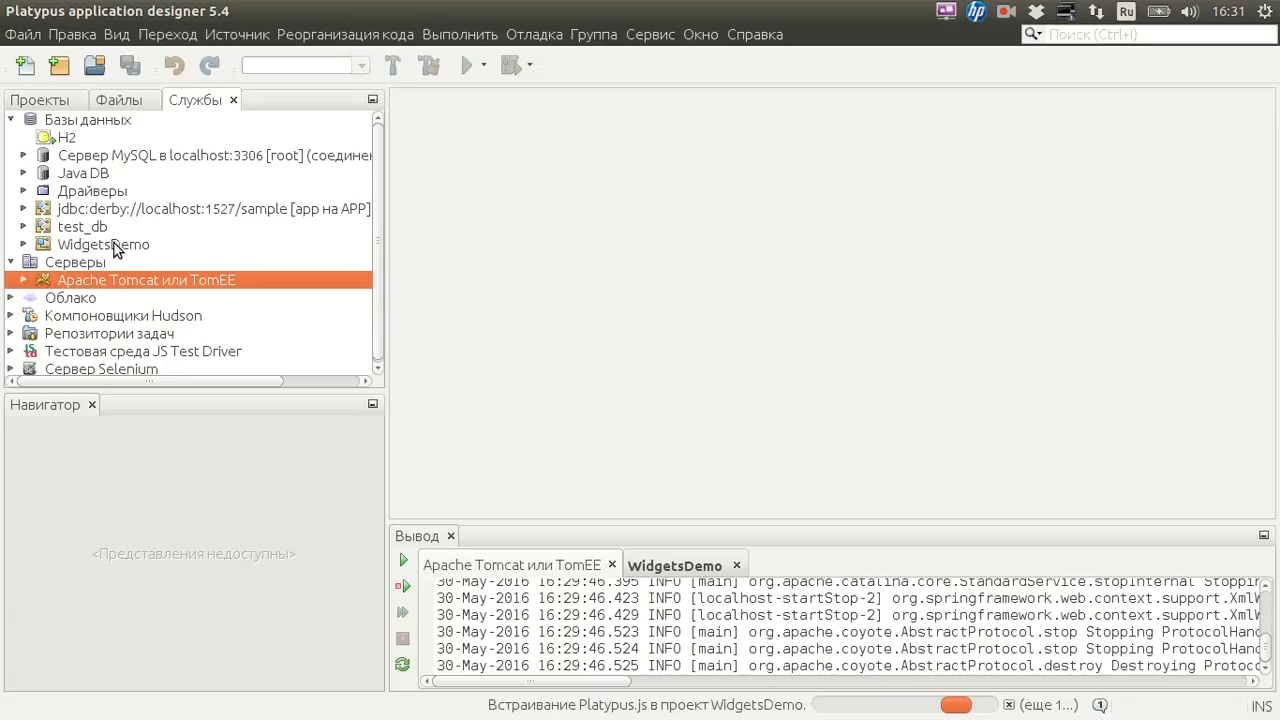 Platypus application designer 5.4
Ru
16:31
Файл Правка Вид Переход Источник Реорганизация кода Выполнить Отладка Группа Сервис Окно Справка
Поиск (Ctrl+I)
Проекты Файлы Службы
Базы данных
H2
Сервер MySQL в localhost:3306 [root] (соединен
Java DB
Драйверы
jdbc:derby://localhost:1527/sample [app на APP]
test_db
WidgetsDemo
Серверы
Apache Tomcat или TomEE
Облако
Компоновщики Hudson
Репозитории задач
Тестовая среда JS Test Driver
Сервер Selenium
Навигатор
<Представления недоступны>
Вывод
Apache Tomcat или TomEE WidgetsDemo
30-May-2016 16:29:46.395 INFO [main] org.apache.catalina.core.StandardService.stopInternal Stoppin
30-May-2016 16:29:46.423 INFO [localhost-startStop-2] org.springframework.web.context.support.XmlW
30-May-2016 16:29:46.429 INFO [localhost-startStop-2] org.springframework.web.context.support.XmlW
30-May-2016 16:29:46.523 INFO [main] org.apache.coyote.AbstractProtocol.stop Stopping ProtocolHanc
30-May-2016 16:29:46.524 INFO [main] org.apache.coyote.AbstractProtocol.stop Stopping ProtocolHanc
30-May-2016 16:29:46.525 INFO [main] org.apache.coyote.AbstractProtocol.destroy Destroying Protoco
Встраивание Platypus.js в проект WidgetsDemo.
(еще 1...)
1
INS